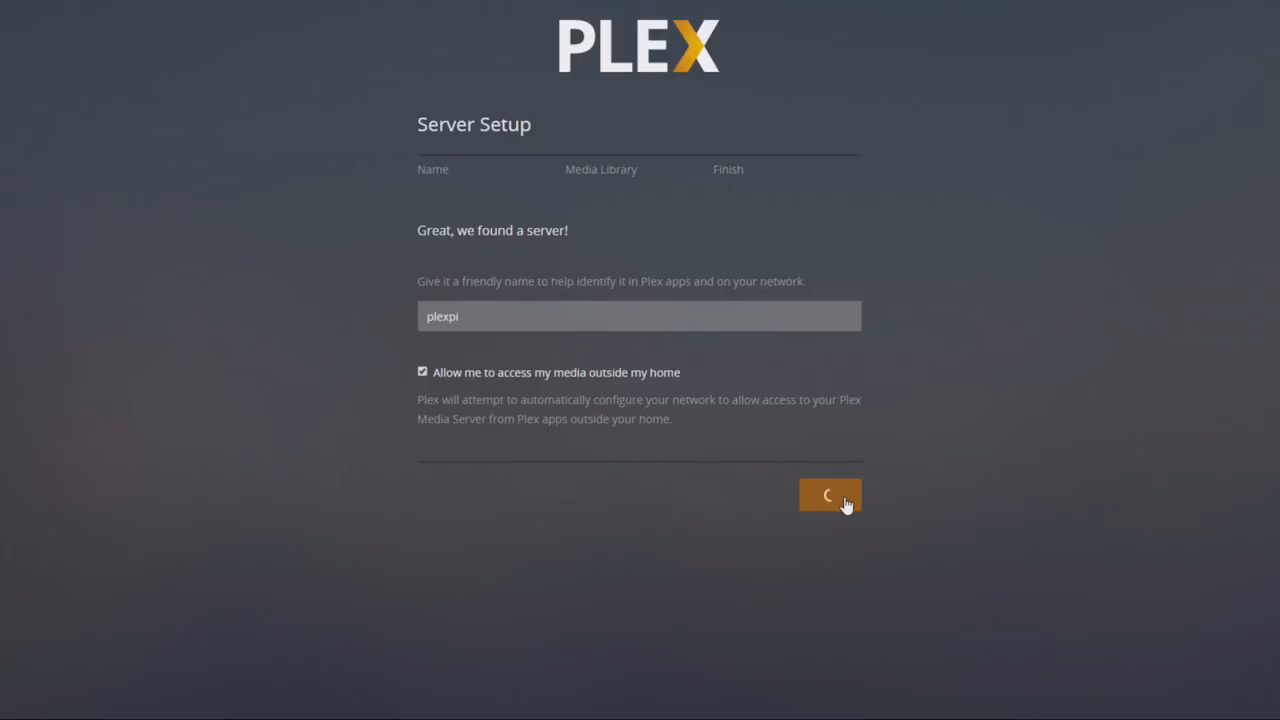 PLEX
Server Setup
Name Media Library Finish
Great, we found a server!
Give it a friendly name to help identify it in Plex apps and on your network.
plexpi
Allow me to access my media outside my home
Plex will attempt to automatically configure your network to allow access to your Plex
Media Server from Plex apps outside your home.